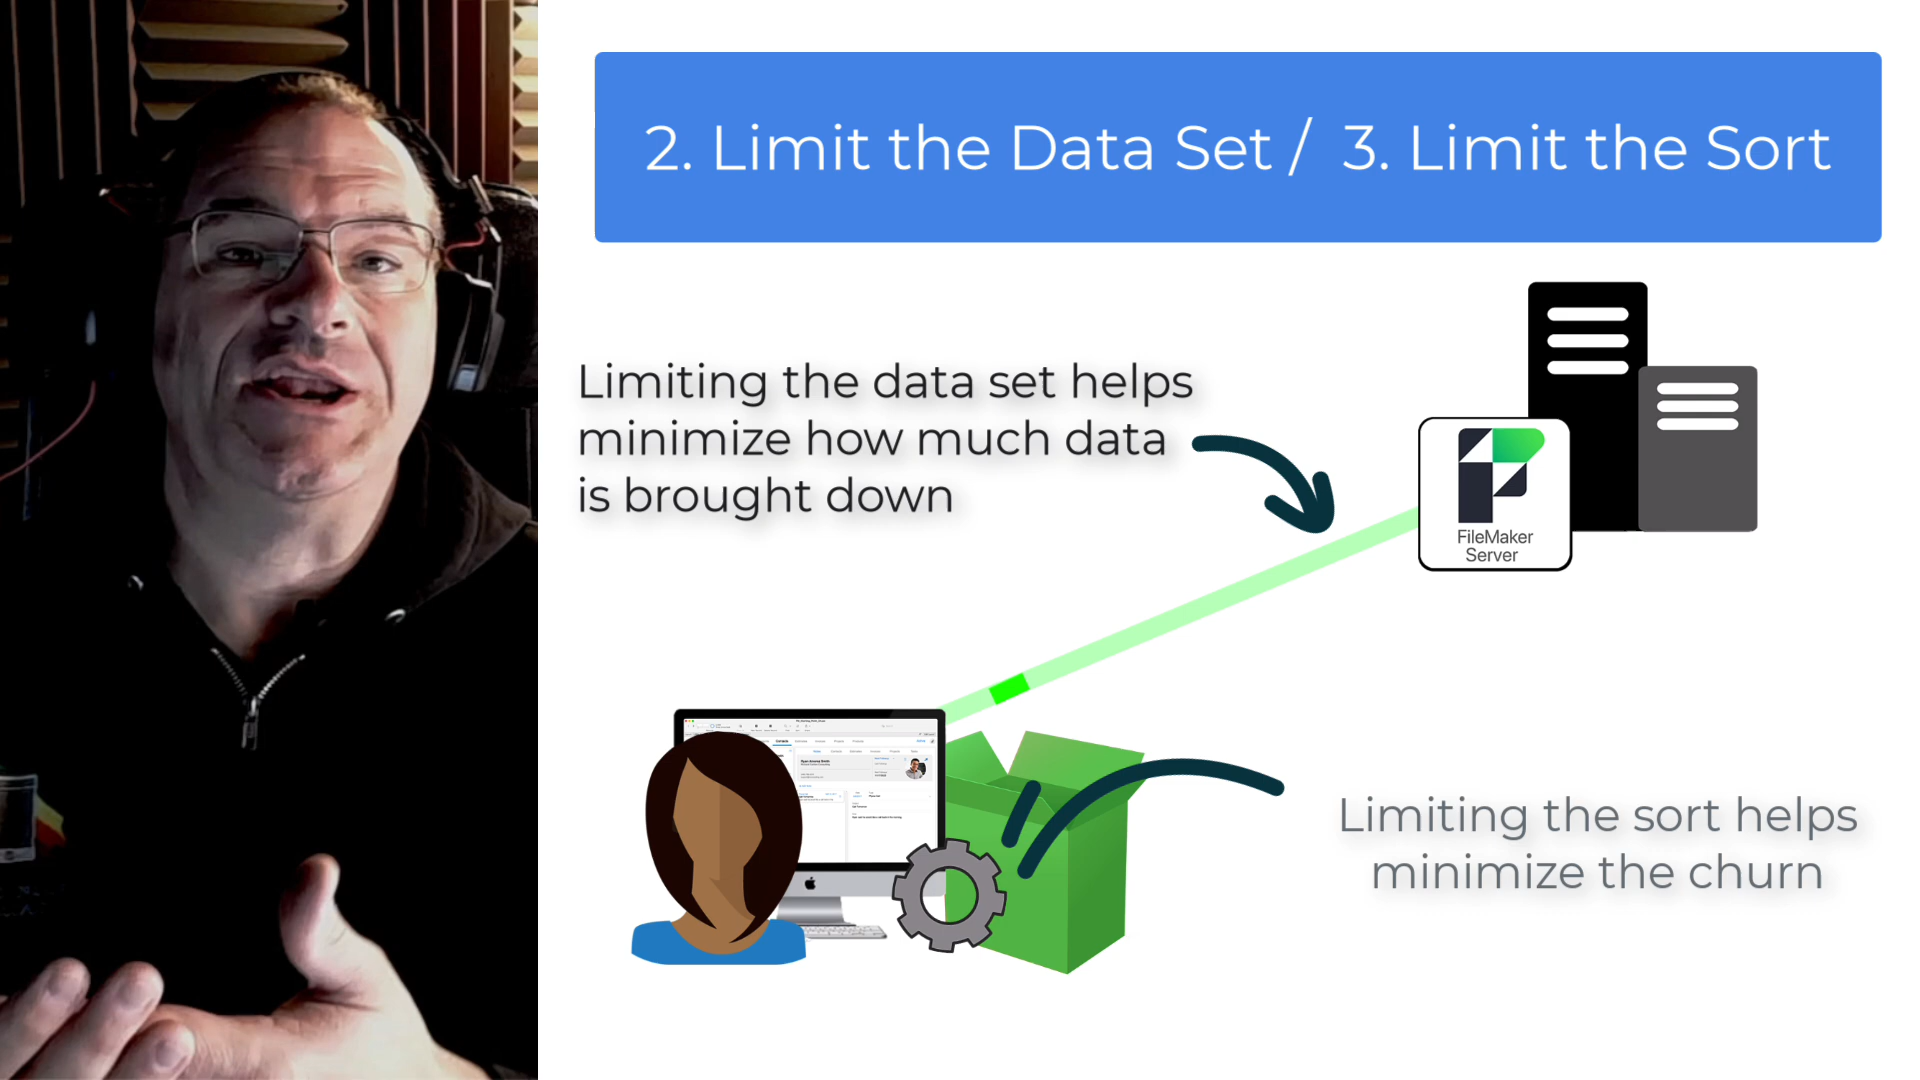 2. Limit the Data Set / 3. Limit the Sort
Limiting the data set helps
minimize how much data
is brought down
FileMaker
Server
Limiting the sort helps
minimize the churn